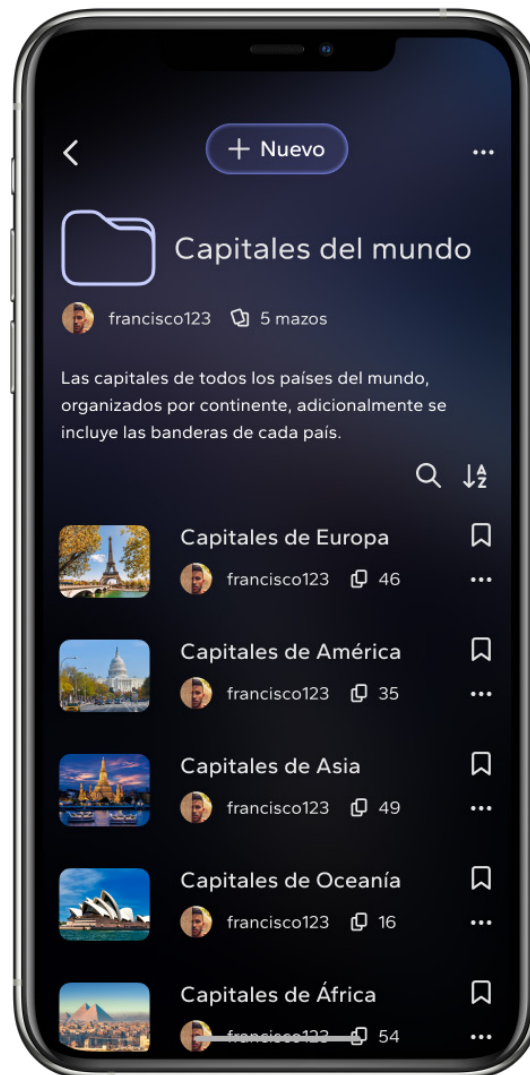 + Nuevo
Capitales del mundo
francisco123 5 mazos
Las capitales de todos los países del mundo,
organizados por continente, adicionalmente se
incluye las banderas de cada país.
A
Z
Capitales de Europa
francisco123 46
Capitales de América
francisco123 35
Capitales de Asia
francisco123 49
Capitales de Oceanía
francisco123 16
Capitales de África
francisco123 54